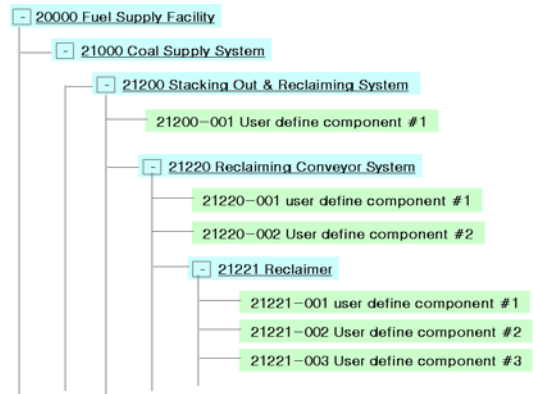 - 20000 Fuel Supply Facility
- 21000 Coal Supply System
- 21200 Stacking Out & Reclaiming System
21200-001 User define component #1
- 21220 Reclaiming Conveyor System
21220-001 user define component #1
21220-002 User define component #2
- 21221 Reclaimer
21221-001 user define component #1
21221-002 User define component #2
21221-003 User define component #3